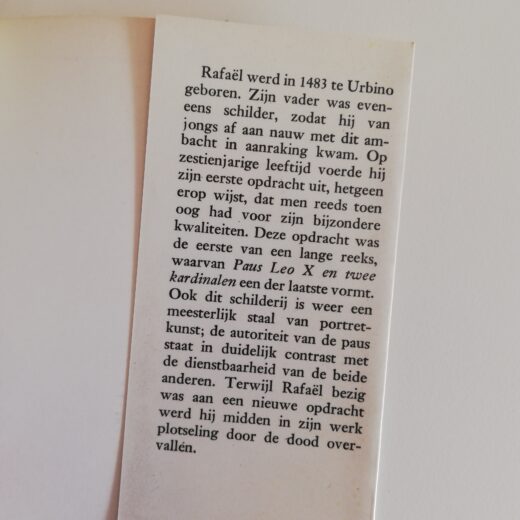 Rafaël werd in 1483 te Urbino
geboren. Zijn vader was even-
eens schilder, zodat hij van
jongs af aan nauw met dit am-
bacht in aanraking kwam. Op
zestienjarige leeftijd voerde hij
zijn eerste opdracht uit, hetgeen
erop wijst, dat men reeds toen
oog had voor zijn bijzondere
kwaliteiten. Deze opdracht was
de eerste van een lange reeks,
waarvan Paus Leo X en twee
kardinalen een der laatste vormt.
Ook dit schilderij is weer een
meesterlijk staal van portret-
kunst; de autoriteit van de paus
staat in duidelijk contrast met
de dienstbaarheid van de beide
anderen. Terwijl Rafaël bezig
was aan een nieuwe opdracht
werd hij midden in zijn werk
plotseling door de dood over-
vallen.